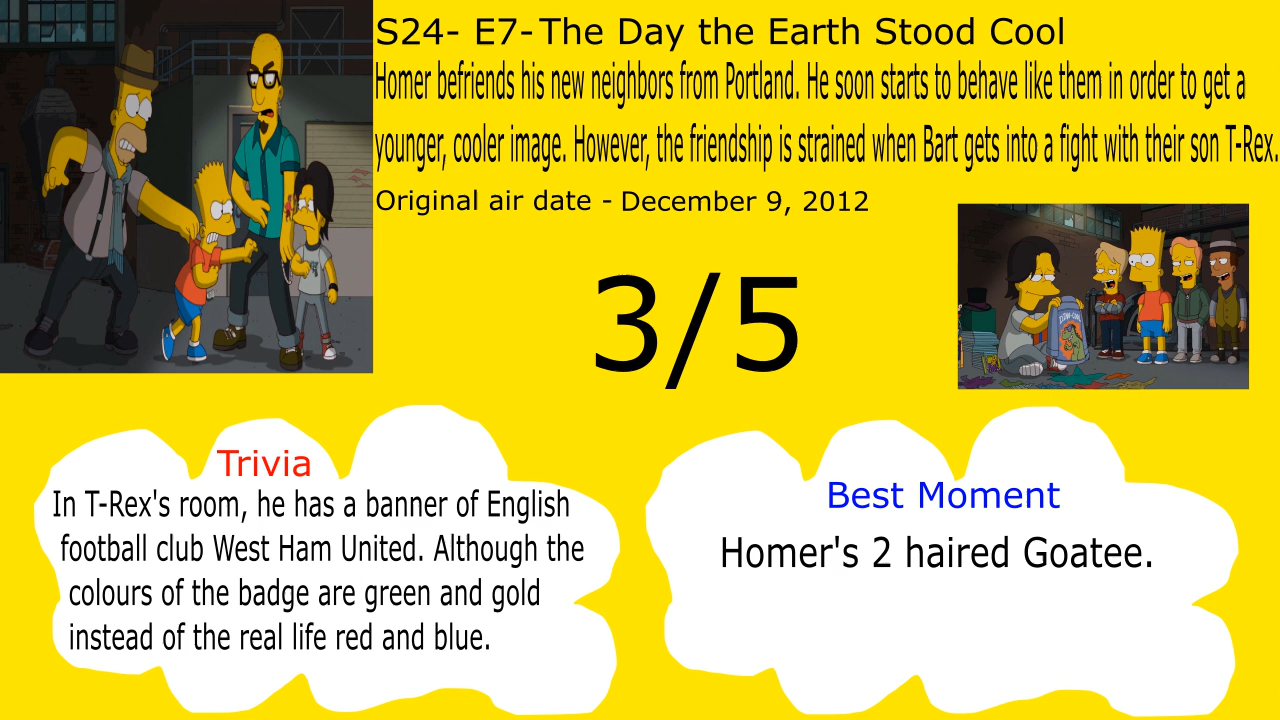 S24- E7-The Day the Earth Stood Cool
Homer befriends his new neighbors from Portland. He soon starts to behave like them in order to get a
younger, cooler image. However, the friendship is strained when Bart gets into a fight with their son T-Rex.
Original air date - December 9, 2012
3/5
Trivia
In T-Rex's room, he has a banner of English
football club West Ham United. Although the
colours of the badge are green and gold
instead of the real life red and blue.
Best Moment
Homer's 2 haired Goatee.